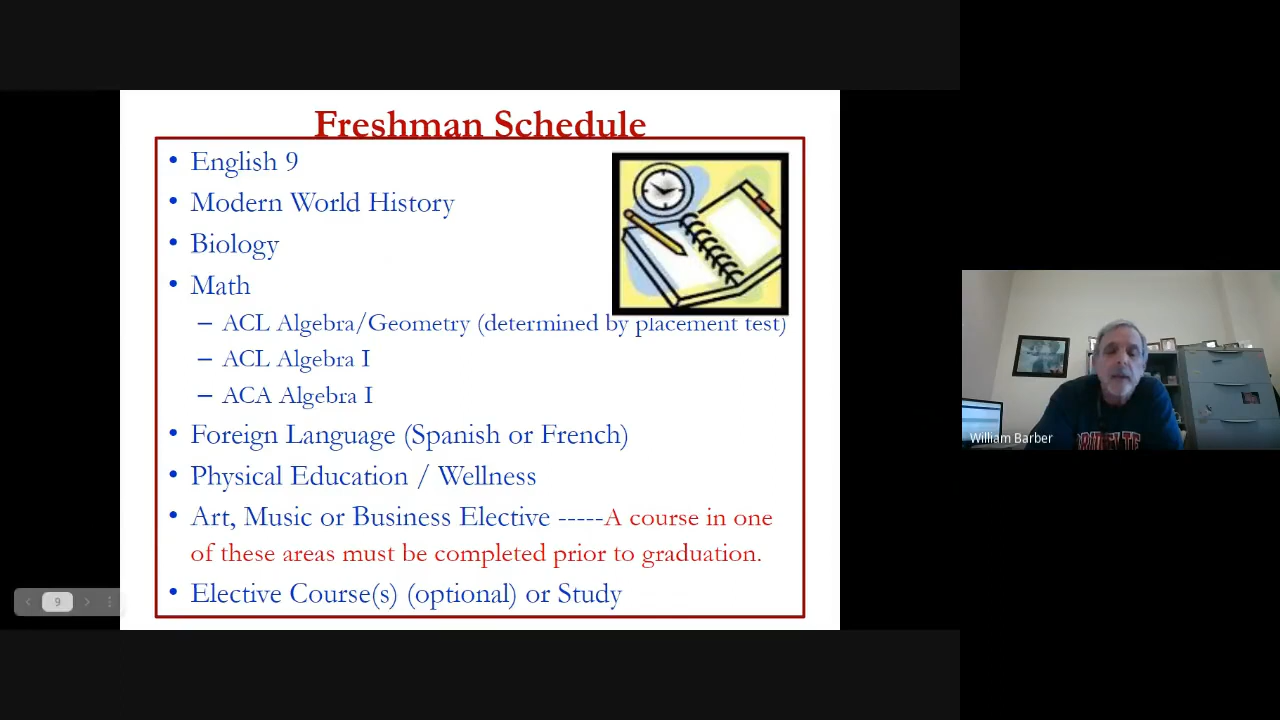 Freshman Schedule
• English 9
• Modern World History
• Biology
• Math
– ACL Algebra/Geometry (determined by placement test)
– ACL Algebra I
– ACA Algebra I
• Foreign Language (Spanish or French)
• Physical Education / Wellness
• Art, Music or Business Elective -----A course in one
of these areas must be completed prior to graduation.
• Elective Course(s) (optional) or Study
9
William Barber